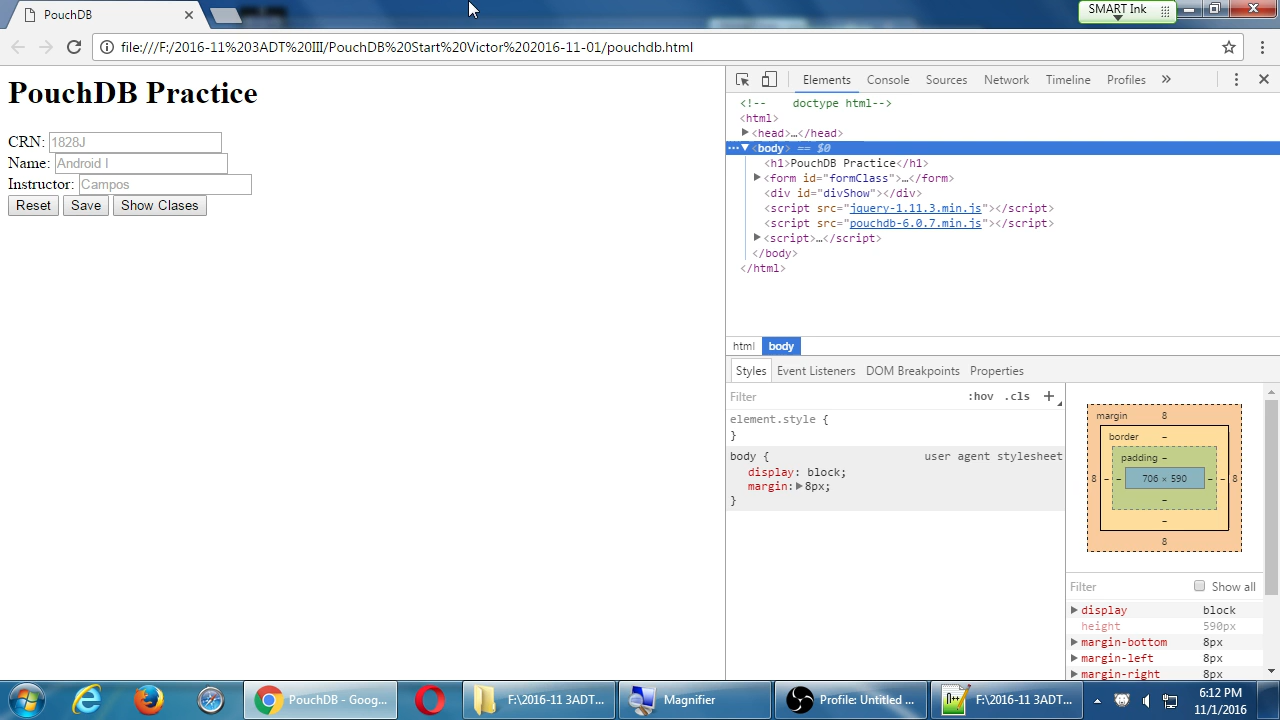 PouchDB
SMART Ink
file:///F:/2016-11%203ADT%20III/PouchDB%20Start%20Victor%202016-11-01/pouchdb.html
PouchDB Practice
CRN: 1828J
Name: Android I
Instructor: Campos
Reset Save Show Clases
Elements Console Sources Network Timeline Profiles »
<!-- doctype html-->
<html>
<head>…</head>
<body> == $0
<h1>PouchDB Practice</h1>
<form id="formClass">…</form>
<div id="divShow"></div>
<script src="jquery-1.11.3.min.js"></script>
<script src="pouchdb-6.0.7.min.js"></script>
<script>…</script>
</body>
</html>
html body
Styles Event Listeners DOM Breakpoints Properties
Filter :hov .cls +
element.style {
}
body { user agent stylesheet
display: block;
margin: 8px;
}
margin 8
border –
padding –
8 – – 706 × 590 – – 8
–
–
8
Filter Show all
display block
height 590px
margin-bottom 8px
margin-left 8px
margin-right 8px
PouchDB - Goog...
F:\2016-11 3ADT...
Magnifier
Profile: Untitled ...
F:\2016-11 3ADT...
6:12 PM
11/1/2016